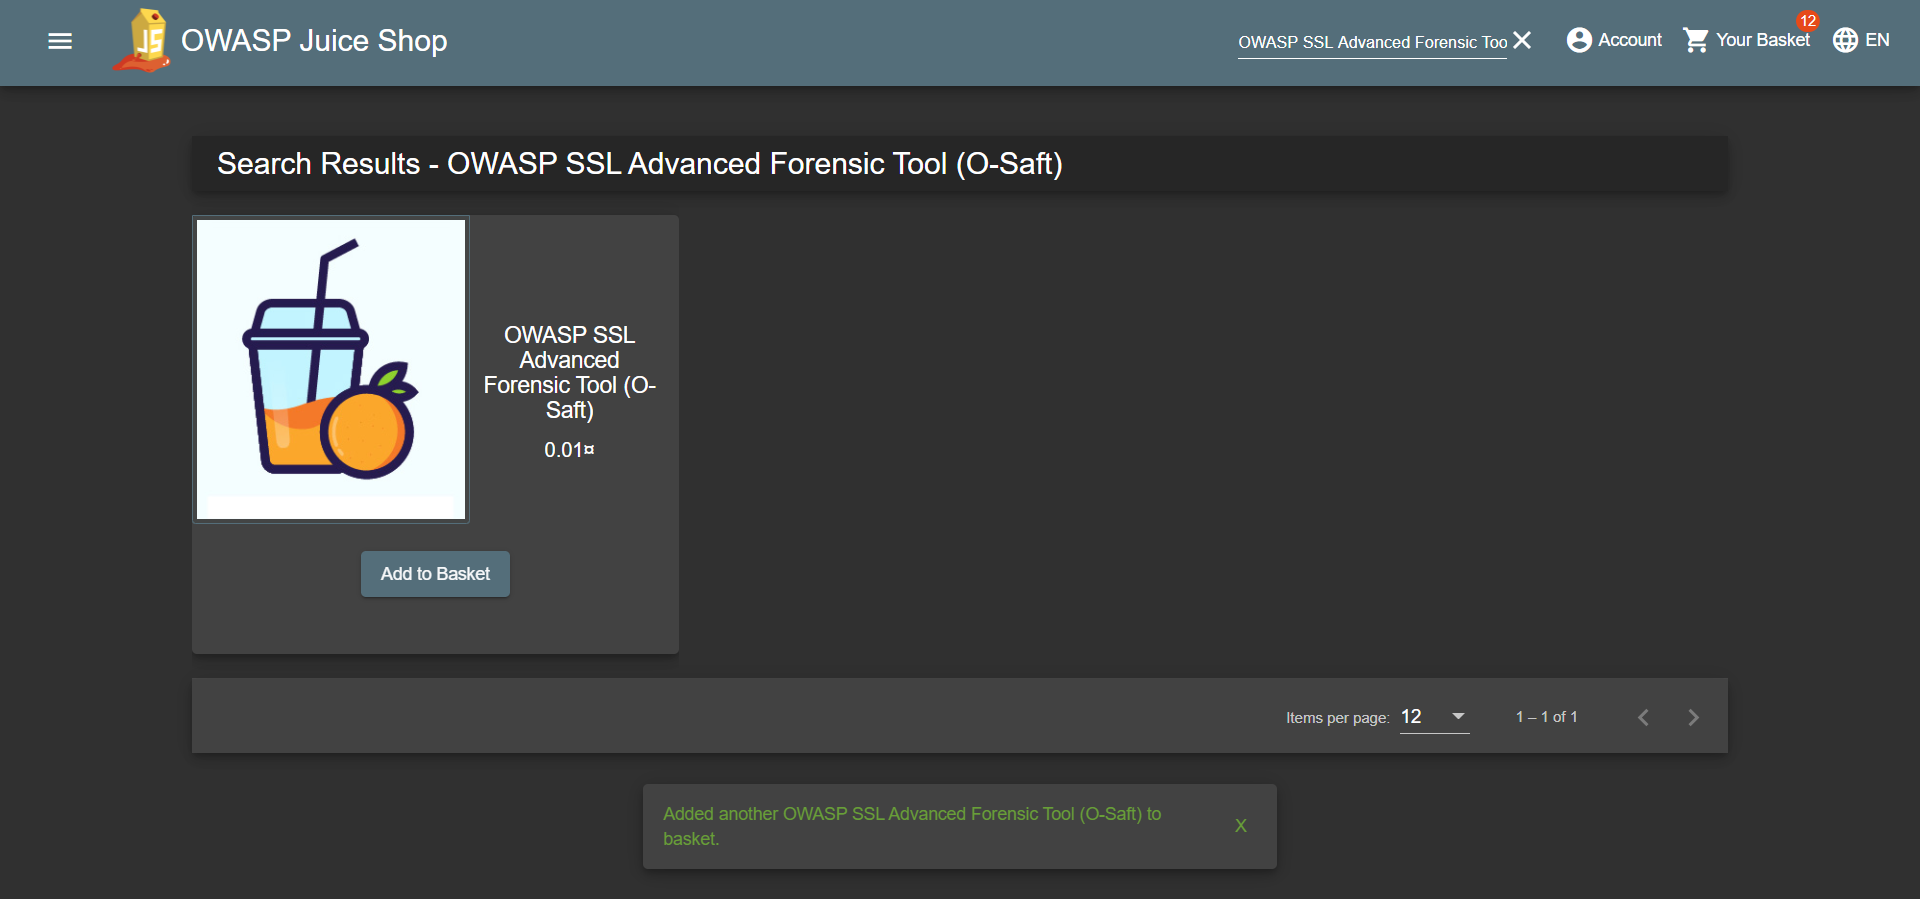 OWASP Juice Shop
OWASP SSL Advanced Forensic Too
Account
12
Your Basket
EN
Search Results - OWASP SSL Advanced Forensic Tool (O-Saft)
OWASP SSL
Advanced
Forensic Tool (O-
Saft)
0.01¤
Add to Basket
Items per page: 12
1 – 1 of 1
Added another OWASP SSL Advanced Forensic Tool (O-Saft) to
basket.
X